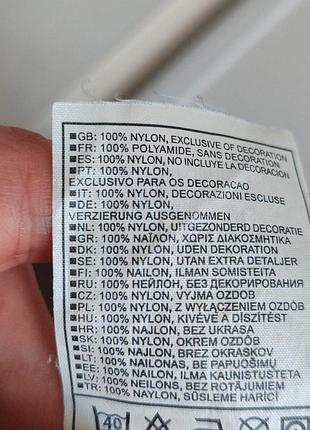 GB: 100% NYLON, EXCLUSIVE OF DECORATION
FR: 100% POLYAMIDE, SANS DECORATION
ES: 100% NYLON, NO INCLUYE LA DECORACION
PT: 100% NYLON,
EXCLUSIVO PARA OS DECORACAO
IT: 100% NYLON, DECORAZIONI ESCLUSE
DE: 100% NYLON,
VERZIERUNG AUSGENOMMEN
NL: 100% NYLON, UITGEZONDERD DECORATIE
GR: 100% ΝΑΪΛΟΝ, ΧΩΡΙΣ ΔΙΑΚΟΣΜΗΤΙΚΑ
DK: 100% NYLON, UDEN DEKORATION
SE: 100% NYLON, UTAN EXTRA DETALJER
FI: 100% NAILON, ILMAN SOMISTEITA
RU: 100% НЕЙЛОН, БЕЗ ДЕКОРИРОВАНИЯ
CZ: 100% NYLON, VYJMA OZDOB
PL: 100% NYLON, Z WYŁĄCZENIEM OZDÓB
HU: 100% NYLON, KIVÉVE A DÍSZÍTÉST
HR: 100% NAJLON, BEZ UKRASA
SK: 100% NYLON, OKREM OZDÔB
SI: 100% NAJLON, BREZ OKRASKOV
LT: 100% NAILONAS, BE PAPUOŠIMŲ
EE: 100% NAILON, ILMA KAUNISTUSTETA
LV: 100% NEILONS, BEZ ROTĀJUMIEM
TR: 100% NAYLON, SÜSLEME HARİCİ
40